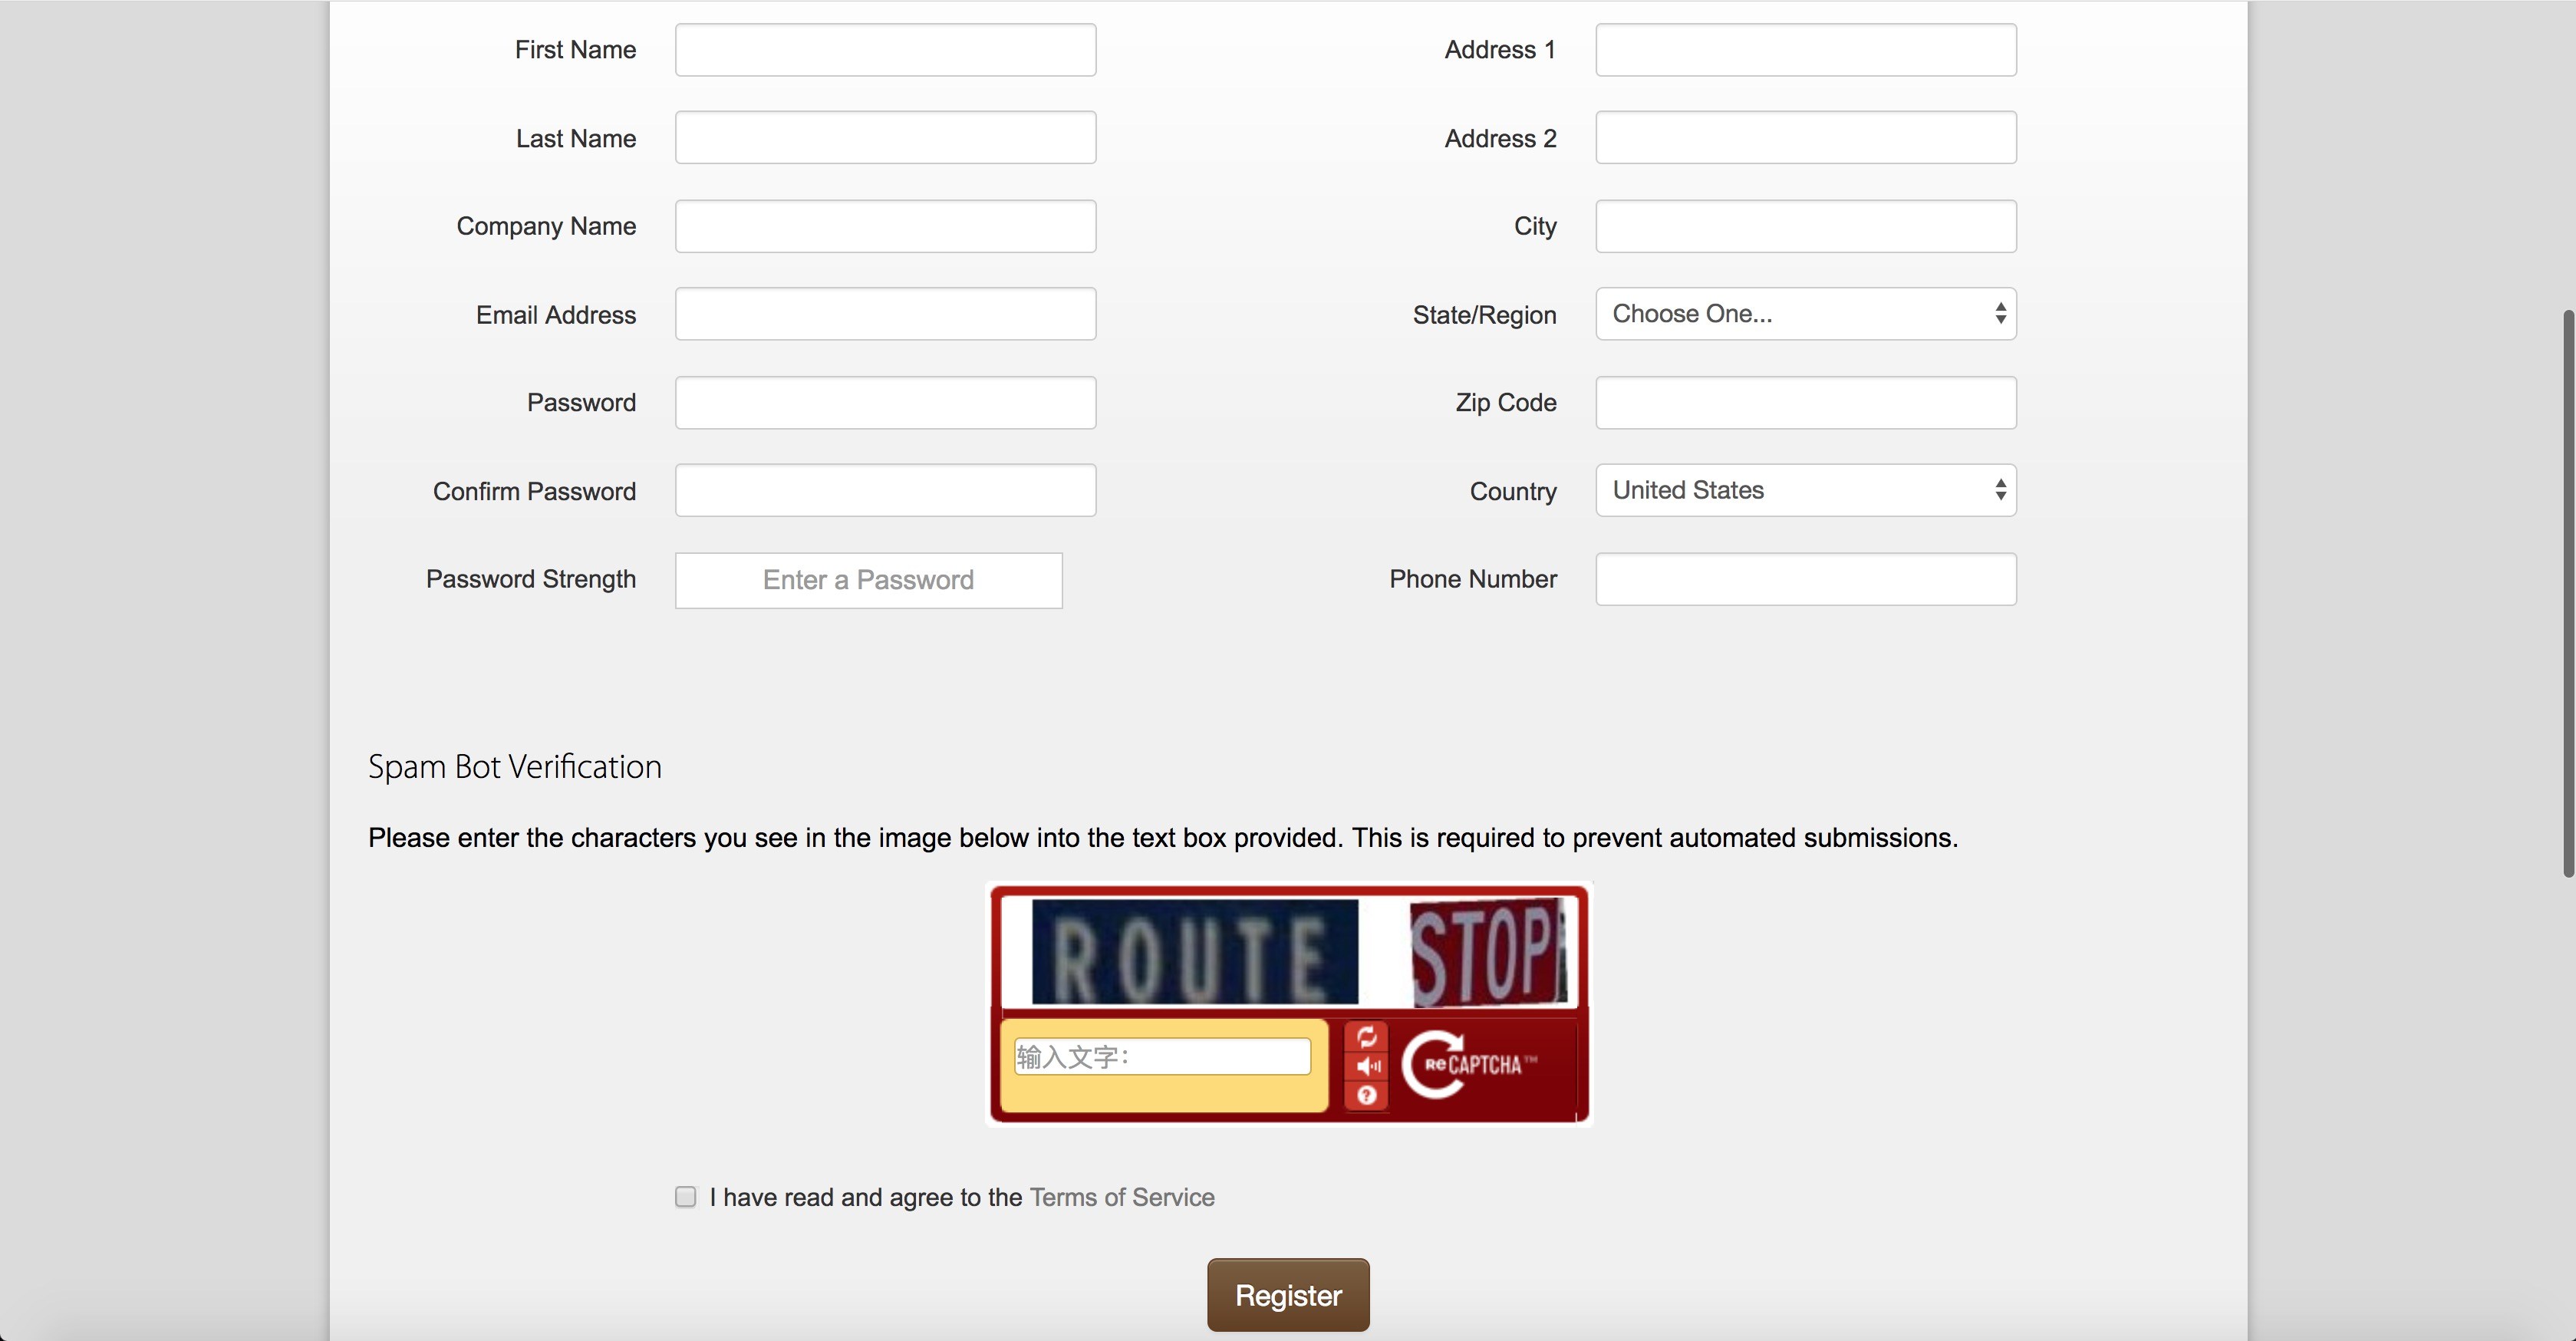 First Name
Address 1
Last Name
Address 2
Company Name
City
Email Address
State/Region
Choose One...
Password
Zip Code
Confirm Password
Country
United States
Password Strength
Enter a Password
Phone Number
Spam Bot Verification
Please enter the characters you see in the image below into the text box provided. This is required to prevent automated submissions.
ROUTE STOP
输入文字：
ReCAPTCHA™
I have read and agree to the Terms of Service
Register